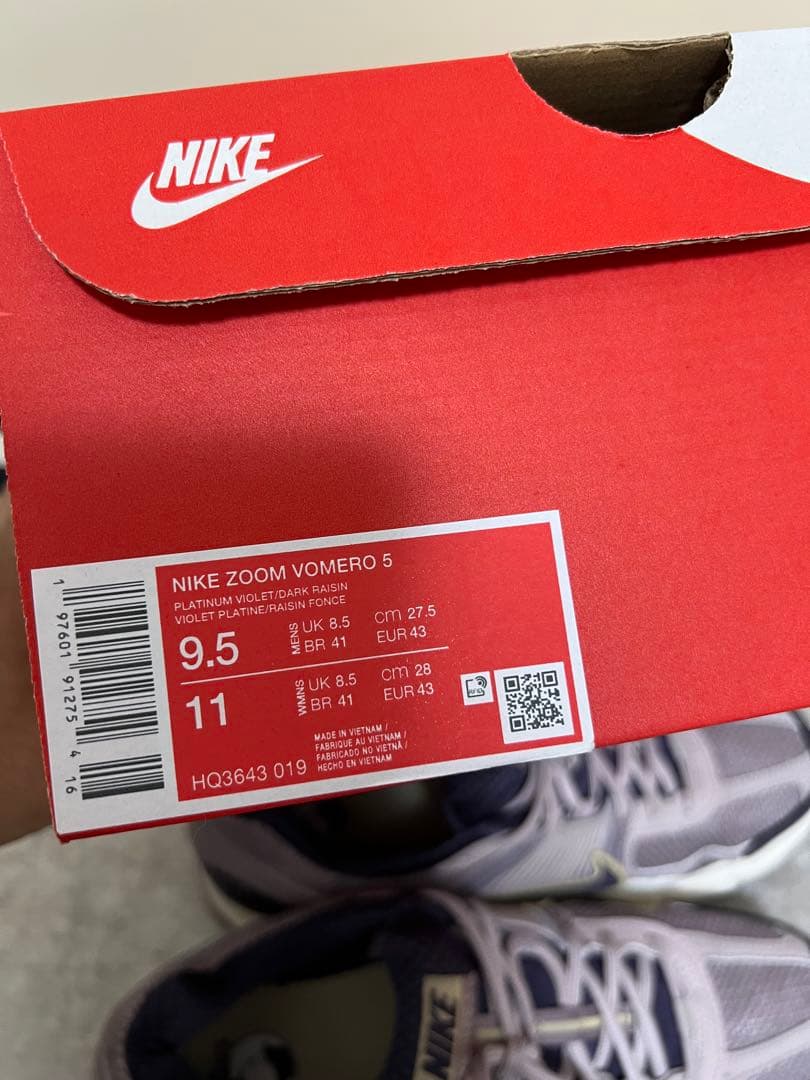 NIKE
NIKE ZOOM VOMERO 5
PLATINUM VIOLET/DARK RAISIN
VIOLET PLATINE/RAISIN FONCE
9.5 MENS UK 8.5 cm 27.5
BR 41 EUR 43
11 WMNS UK 8.5 cm 28
BR 41 EUR 43
RFID
MADE IN VIETNAM /
FABRIQUE AU VIETNAM /
FABRICADO NO VIETNÃ /
HECHO EN VIETNAM
HQ3643 019
1 97601 91275 4 16
NIKE